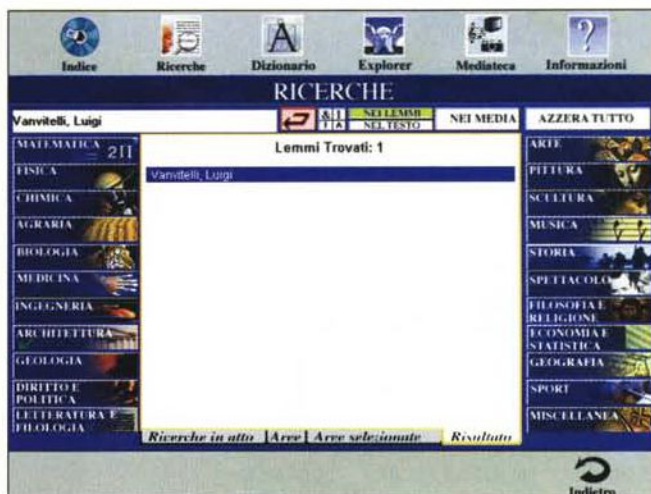 Indice Ricerche Dizionario Explorer Mediateca Informazioni
RICERCHE
Vanvitelli, Luigi
NEI LEMMI
NEL TESTO
NEI MEDIA
AZZERA TUTTO
MATEMATICA
FISICA
CHIMICA
AGRARIA
BIOLOGIA
MEDICINA
INGEGNERIA
ARCHITETTURA
GEOLOGIA
DIRITTO E
POLITICA
LETTERATURA E
FILOLOGIA
Lemmi Trovati: 1
Vanvitelli, Luigi
Ricerche in atto Aree Aree selezionate Risultato
ARTE
PITTURA
SCULTURA
MUSICA
STORIA
SPETTACOLO
FILOSOFIA E
RELIGIONE
ECONOMIA E
STATISTICA
GEOGRAFIA
SPORT
MISCELLANEA
Indietro